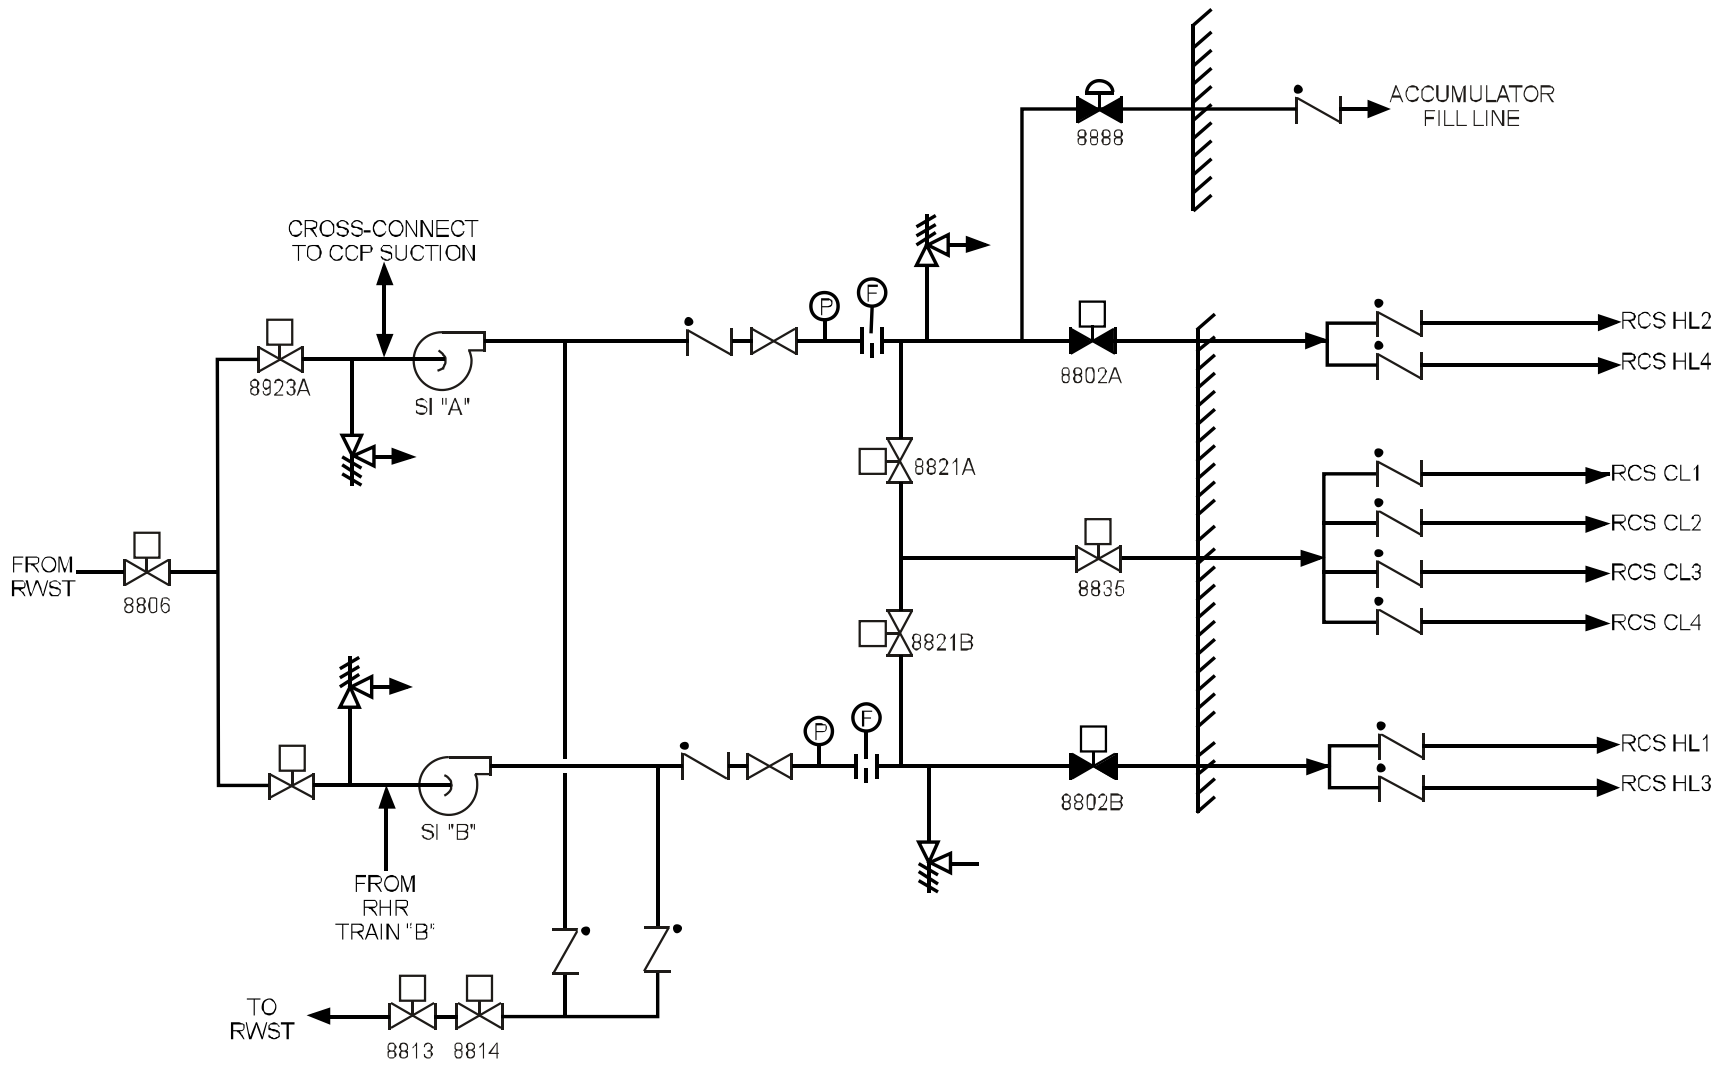 ACCUMULATOR
FILL LINE
8888
CROSS-CONNECT
TO CCP SUCTION
P
F
RCS HL2
RCS HL4
8923A
SI "A"
8802A
8821A
RCS CL1
RCS CL2
FROM
RWST
8806
8835
RCS CL3
RCS CL4
8821B
P
F
RCS HL1
RCS HL3
SI "B"
8802B
FROM
RHR
TRAIN "B"
TO
RWST
8813
8814